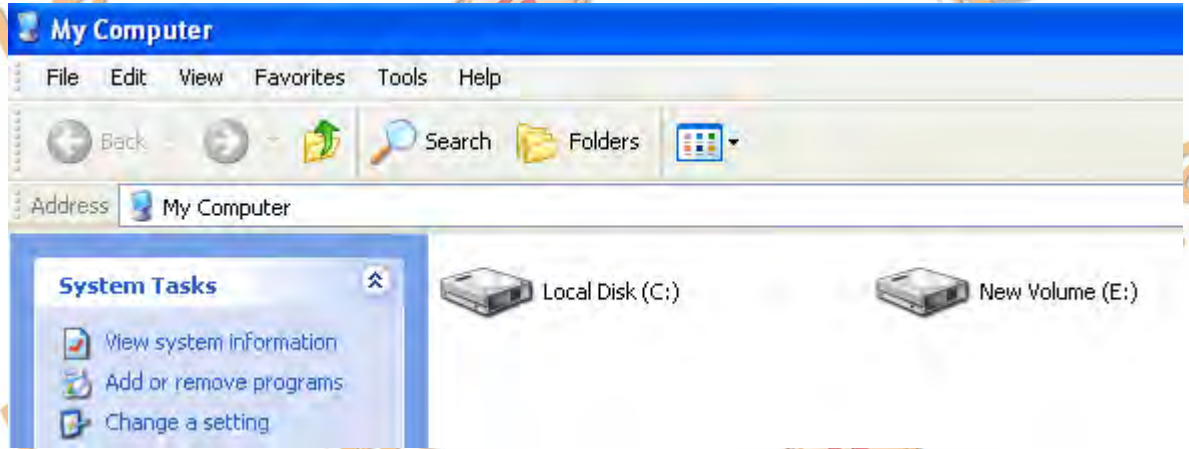 My Computer
File Edit View Favorites Tools Help
Back Search Folders
Address My Computer
System Tasks
Local Disk (C:) New Volume (E:)
View system information
Add or remove programs
Change a setting